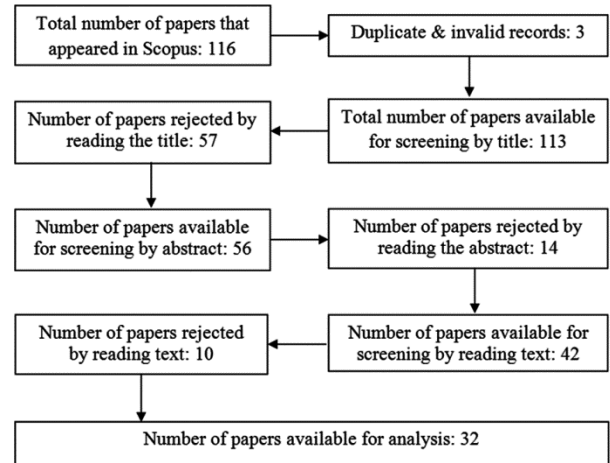 Total number of papers that
appeared in Scopus: 116
Duplicate & invalid records: 3
Total number of papers available
for screening by title: 113
Number of papers rejected by
reading the title: 57
Number of papers available
for screening by abstract: 56
Number of papers rejected by
reading the abstract: 14
Number of papers available for
screening by reading text: 42
Number of papers rejected
by reading text: 10
Number of papers available for analysis: 32